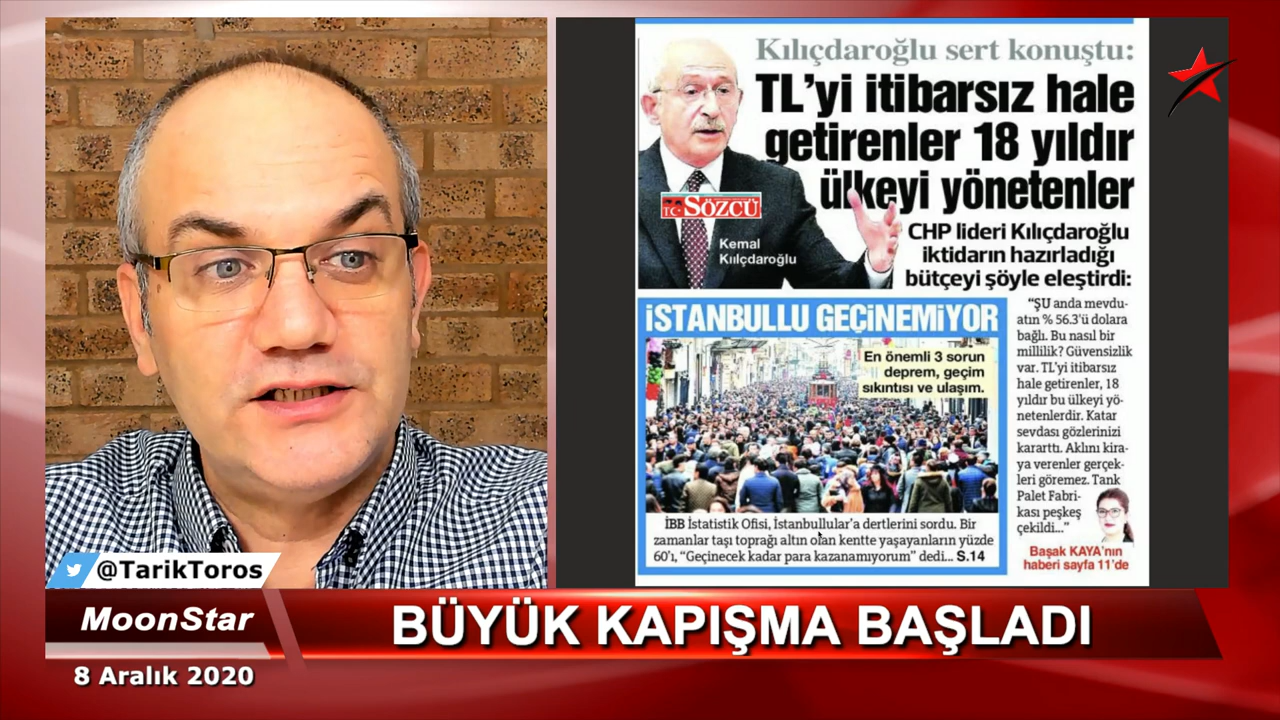 Kılıçdaroğlu sert konuştu:
TL'yi itibarsız hale
getirenler 18 yıldır
ülkeyi yönetenler
TC SÖZCÜ
Kemal
Kıılçdaroğlu
CHP lideri Kılıçdaroğlu
iktidarın hazırladığı
bütçeyi şöyle eleştirdi:
İSTANBULLU GEÇİNEMİYOR
En önemli 3 sorun
deprem, geçim
sıkıntısı ve ulaşım.
İBB İstatistik Ofisi, İstanbullular'a dertlerini sordu. Bir
zamanlar taşı toprağı altın olan kentte yaşayanların yüzde
60'ı, “Geçinecek kadar para kazanamıyorum” dedi... S.14
“ŞU anda mevdu-
atın % 56.3'ü dolara
bağlı. Bu nasıl bir
millilik? Güvensizlik
var. TL'yi itibarsız
hale getirenler, 18
yıldır bu ülkeyi yö-
netenlerdir. Katar
sevdası gözlerinizi
kararttı. Aklını kira-
ya verenler gerçek-
leri göremez. Tank
Palet Fabri-
kası peşkeş
çekildi...”
Başak KAYA'nın
haberi sayfa 11'de
@TarikToros
MoonStar
BÜYÜK KAPIŞMA BAŞLADI
8 Aralık 2020